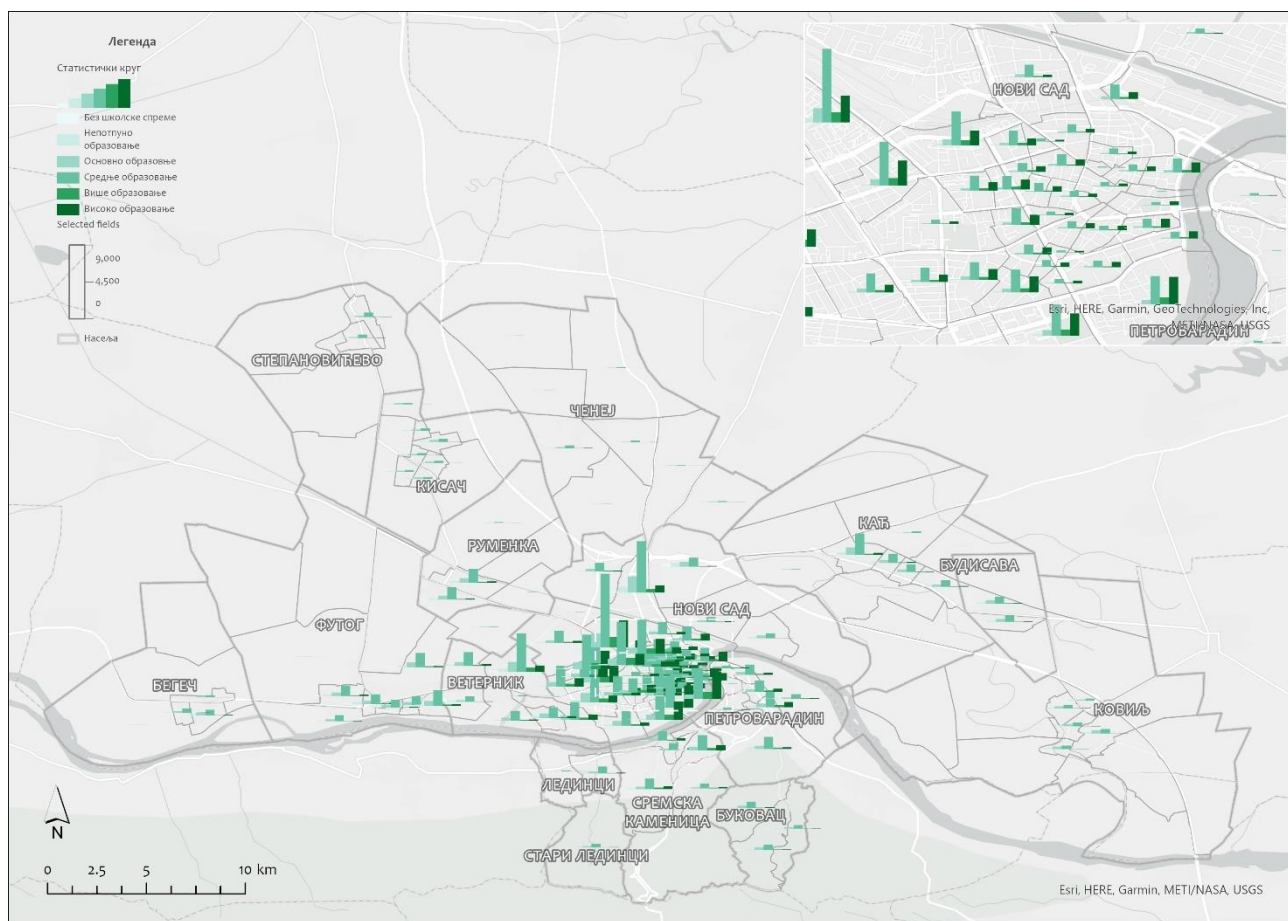 Легенда
Статистички круг
Без школске спреме
Непотпуно
образовање
Основно образовње
Средње образовање
Више образовање
Високо образовање
Selected fields
9,000
4,500
0
Насеља
НОВИ САД
Esri, HERE, Garmin, GeoTechnologies, Inc,
METI/NASA, USGS
ПЕТРОВАРАДИН
СТЕПАНОВИЋЕВО
ЧЕНЕЈ
КИСАЧ
РУМЕНКА
КАЋ
БУДИСАВА
НОВИ САД
ФУТОГ
ВЕТЕРНИК
БЕГЕЧ
ПЕТРОВАРАДИН
КОВИЉ
ЛЕДИНЦИ
СРЕМСКА
КАМЕНИЦА
БУКОВАЦ
СТАРИ ЛЕДИНЦИ
N
0 2.5 5 10 km
Esri, HERE, Garmin, METI/NASA, USGS